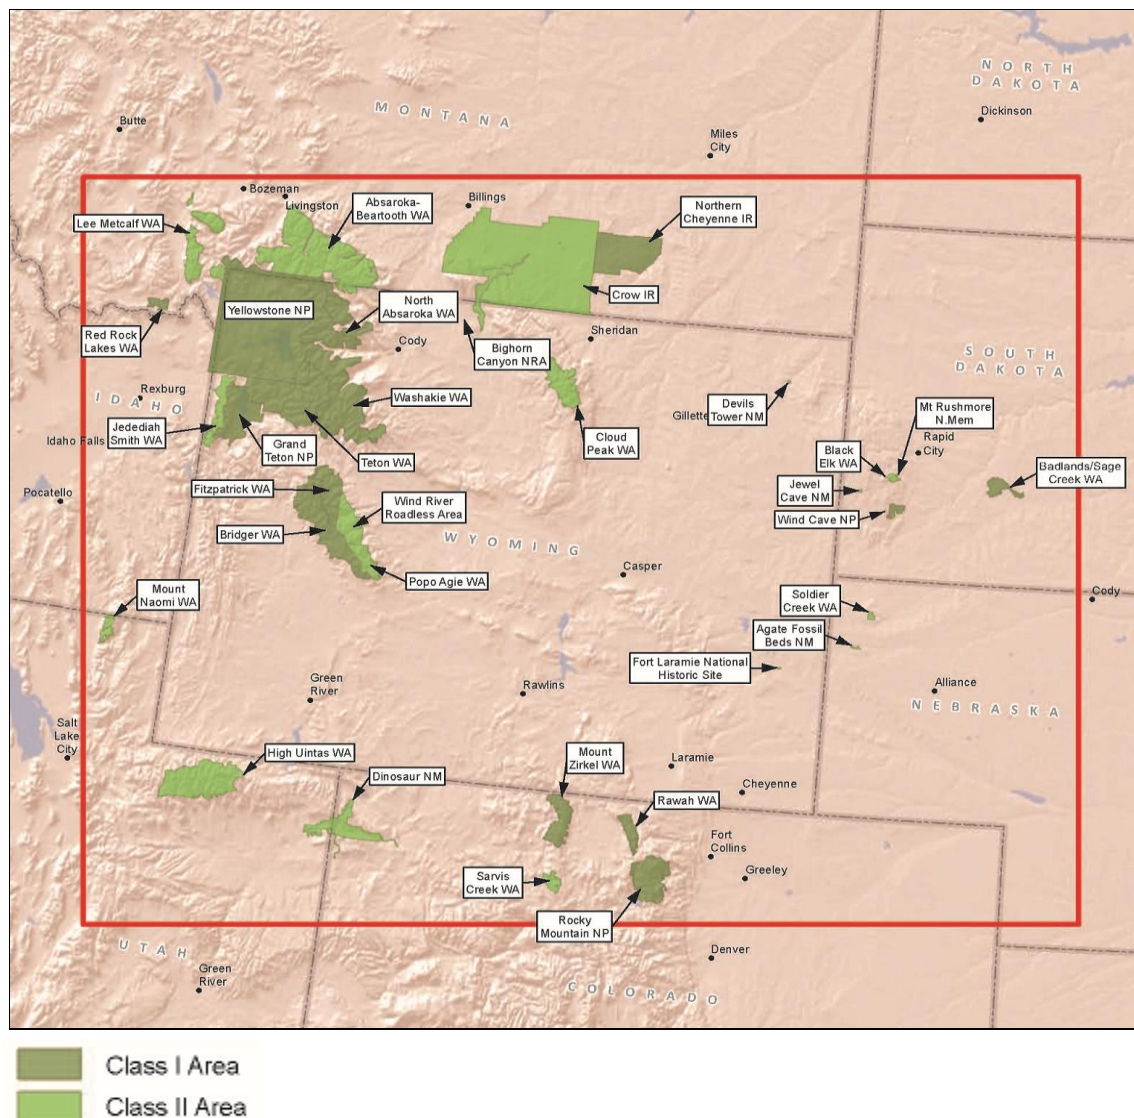 NORTH
DAKOTA
MONTANA
Dickinson
Butte
Miles
City
Bozeman
Livingston
Absaroka-
Beartooth WA
Billings
Northern
Cheyenne IR
Lee Metcalf WA
Crow IR
Yellowstone NP
North
Absaroka WA
Red Rock
Lakes WA
Cody
Bighorn
Canyon NRA
Sheridan
SOUTH
DAKOTA
Rexburg
IDAHO
Washakie WA
Devils
Tower NM
Gillette
Mt Rushmore
N.Mem
Rapid
City
Jedediah
Smith WA
Idaho Falls
Grand
Teton NP
Teton WA
Cloud
Peak WA
Black
Elk WA
Badlands/Sage
Creek WA
Pocatello
Fitzpatrick WA
Wind River
Roadless Area
Jewel
Cave NM
Wind Cave NP
Bridger WA
WYOMING
Popo Agie WA
Casper
Mount
Naomi WA
Soldier
Creek WA
Cody
Agate Fossil
Beds NM
Fort Laramie National
Historic Site
Green
River
Rawlins
Alliance
NEBRASKA
Salt
Lake
City
High Uintas WA
Dinosaur NM
Mount
Zirkel WA
Laramie
Cheyenne
Rawah WA
Fort
Collins
Greeley
Sarvis
Creek WA
Rocky
Mountain NP
UTAH
Green
River
Denver
COLORADO
Class I Area
Class II Area